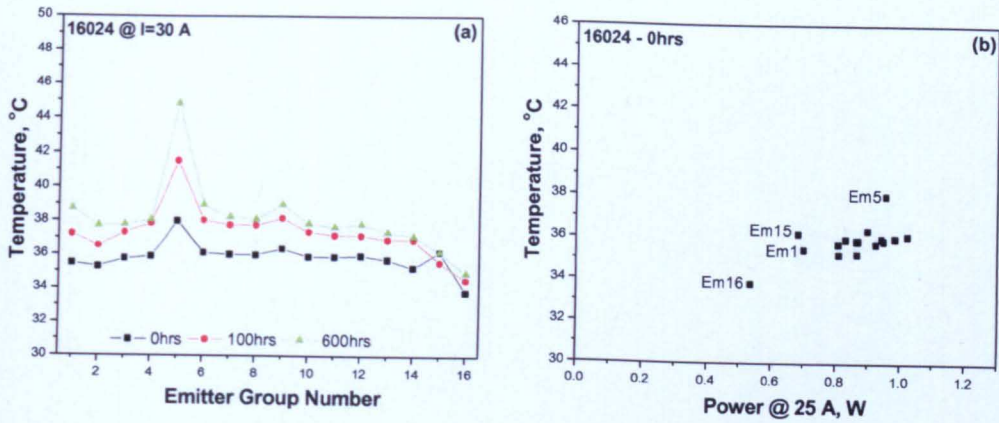 16024 @ I=30 A
(a)
50
48
46
44
42
40
38
36
34
32
30
Temperature, °C
0hrs
100hrs
600hrs
2
4
6
8
10
12
14
16
Emitter Group Number
16024 - 0hrs
(b)
46
44
42
40
38
36
34
32
30
Temperature, °C
Em5
Em15
Em1
Em16
0.0
0.2
0.4
0.6
0.8
1.0
1.2
Power @ 25 A, W